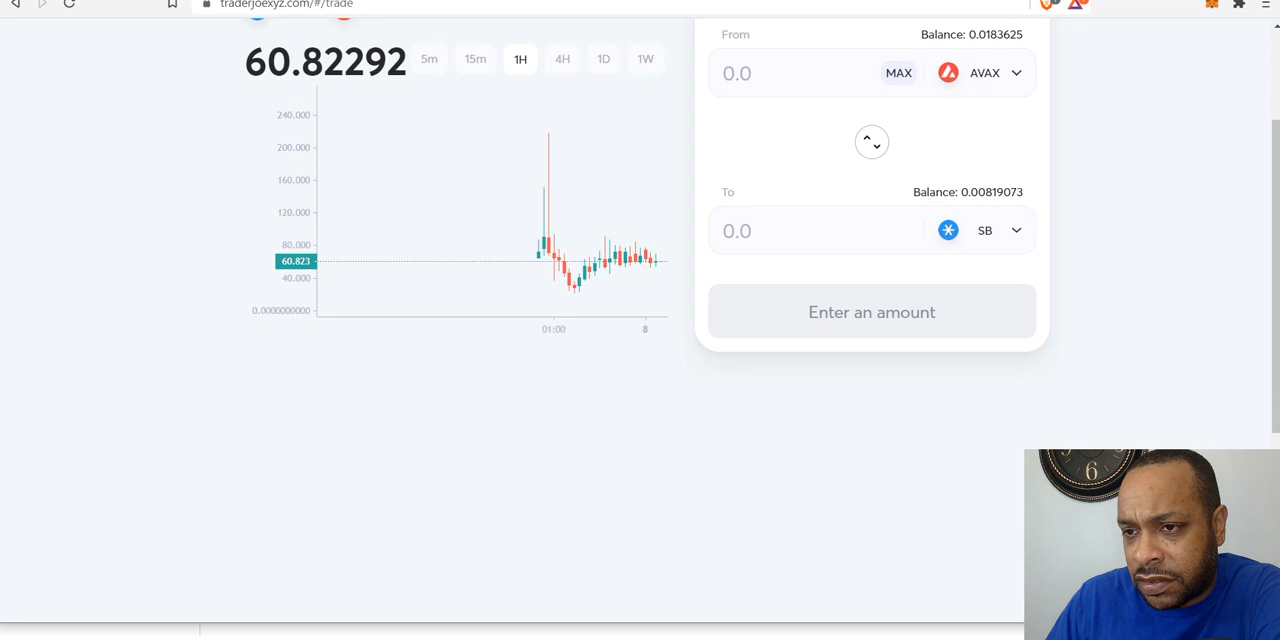 traderjoexyz.com/#/trade
60.82292
5m 15m 1H 4H 1D 1W
From Balance: 0.0183625
0.0 MAX AVAX
To Balance: 0.00819073
0.0 SB
Enter an amount
240.000
200.000
160.000
120.000
80.000
60.823
40.000
0.0000000000
01:00 8
6